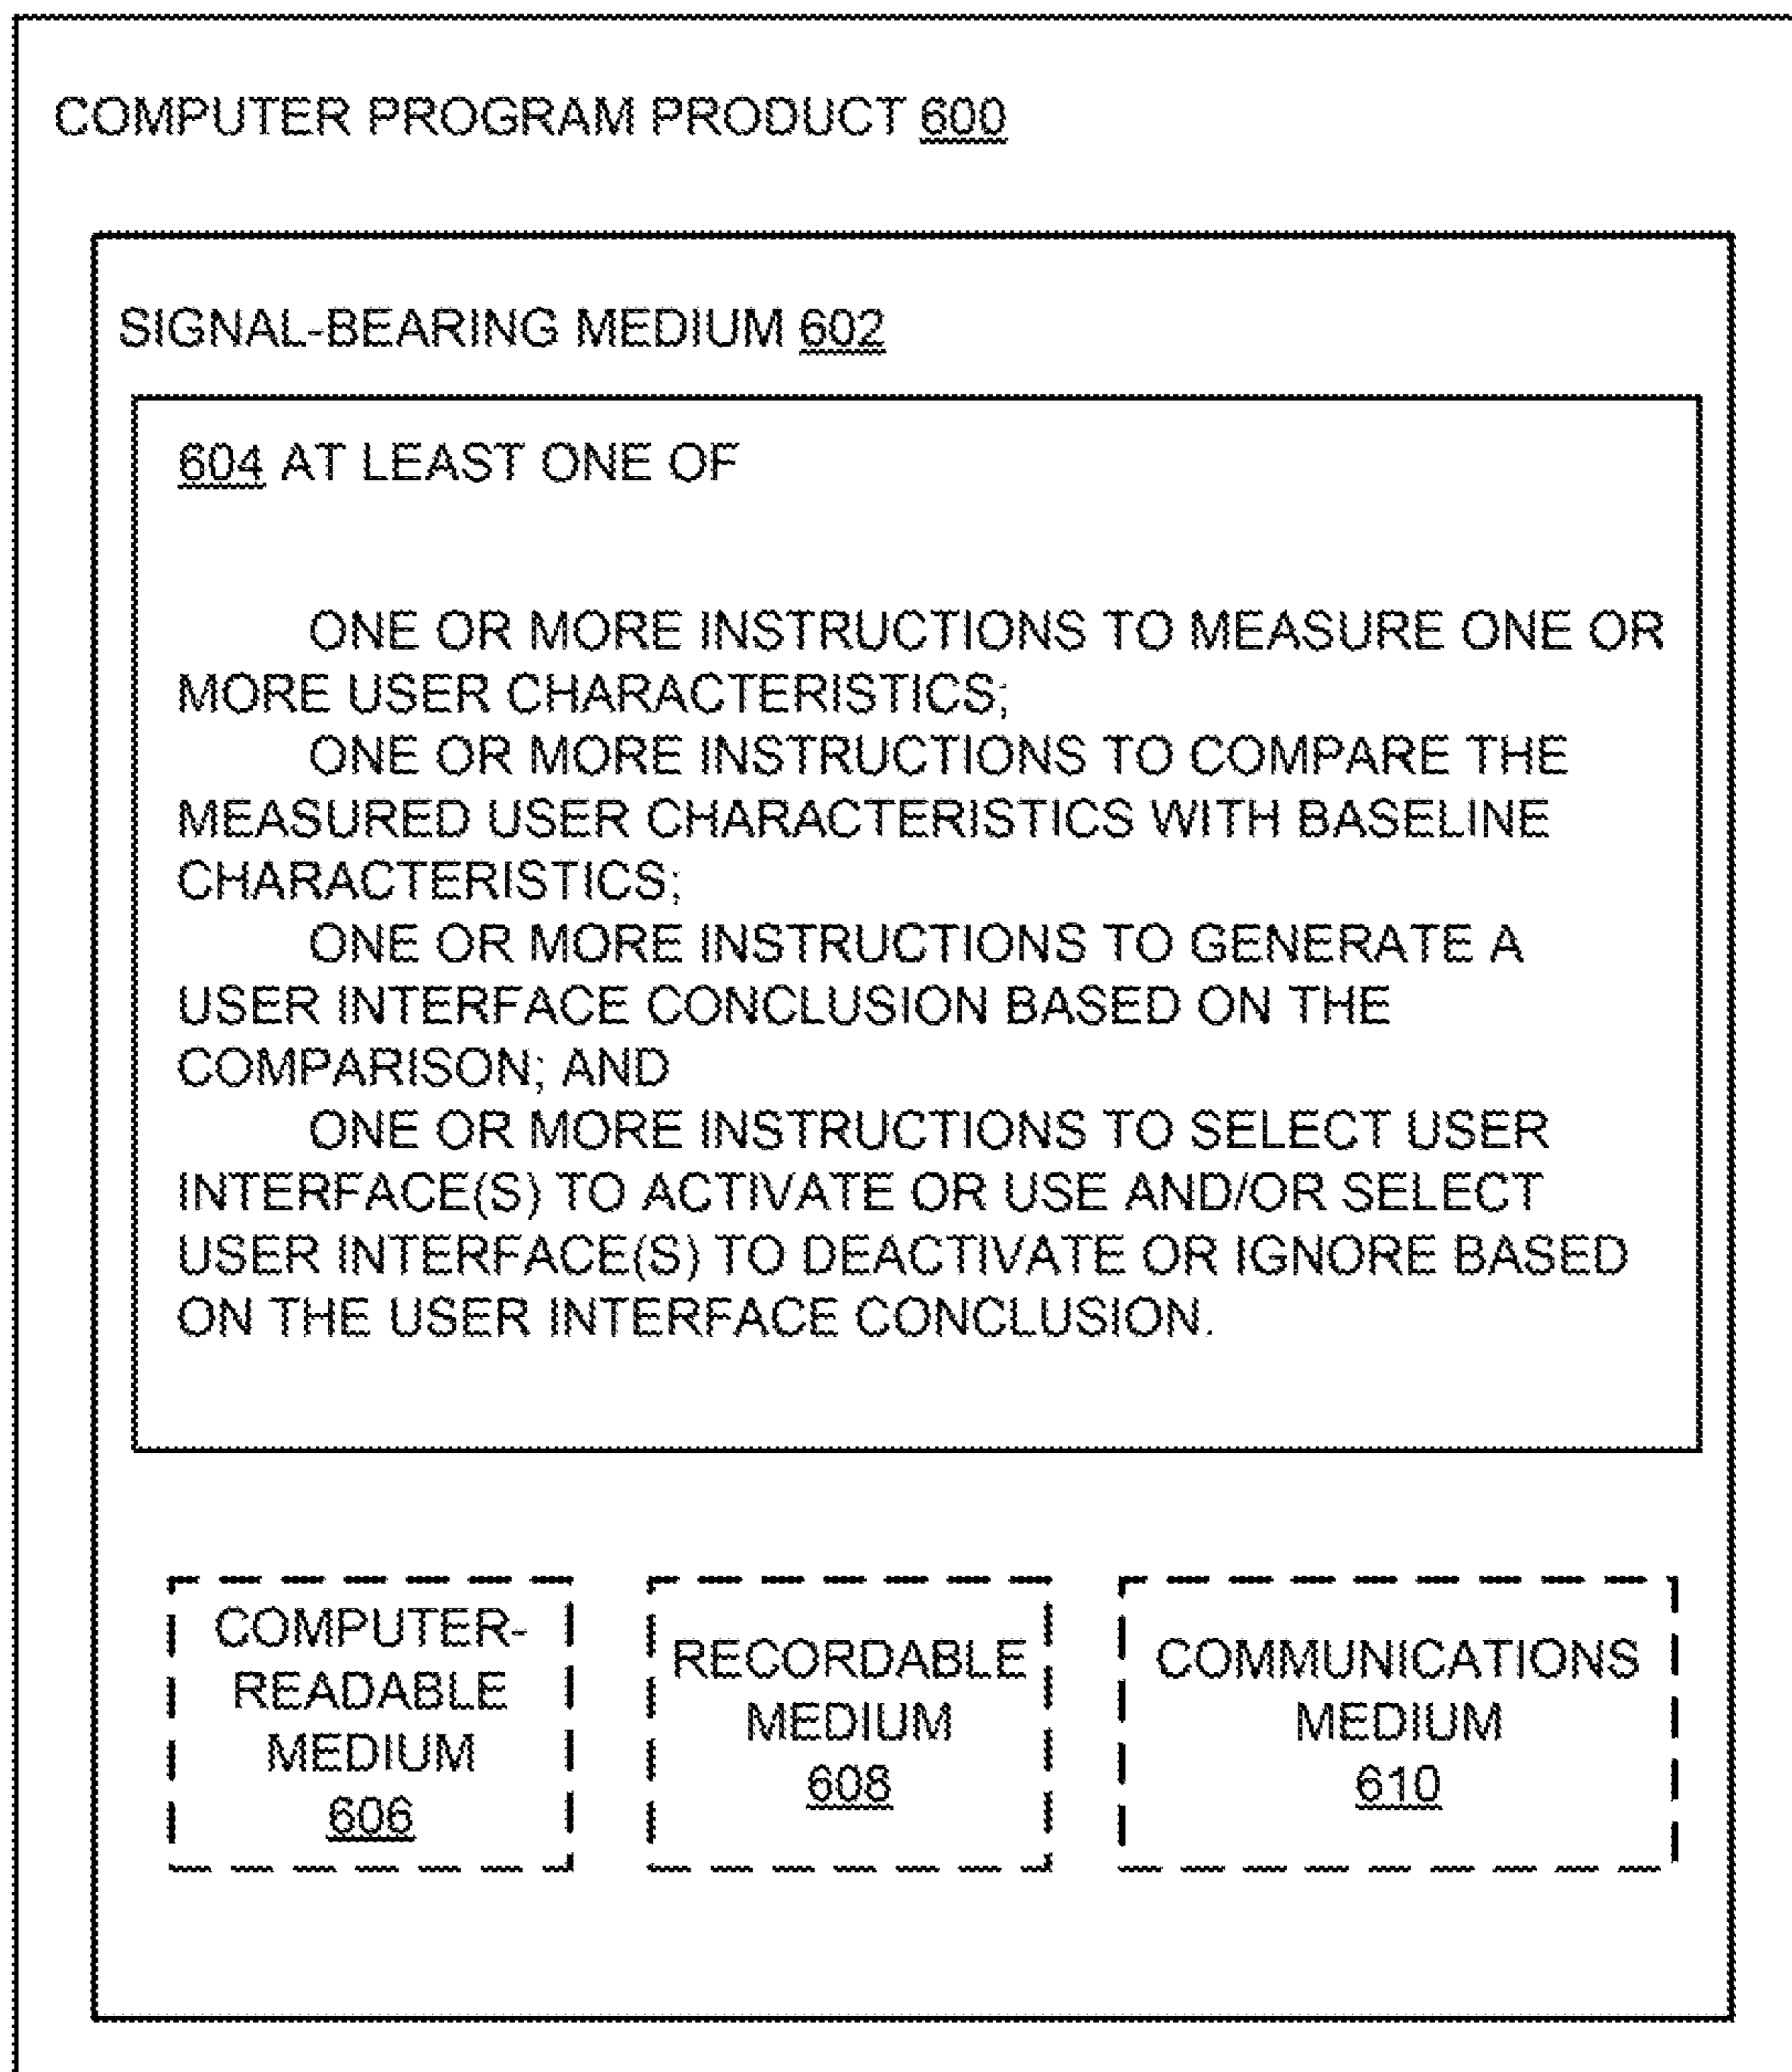 COMPUTER PROGRAM PRODUCT 600
SIGNAL-BEARING MEDIUM 602
604 AT LEAST ONE OF
ONE OR MORE INSTRUCTIONS TO MEASURE ONE OR
MORE USER CHARACTERISTICS;
ONE OR MORE INSTRUCTIONS TO COMPARE THE
MEASURED USER CHARACTERISTICS WITH BASELINE
CHARACTERISTICS;
ONE OR MORE INSTRUCTIONS TO GENERATE A
USER INTERFACE CONCLUSION BASED ON THE
COMPARISON; AND
ONE OR MORE INSTRUCTIONS TO SELECT USER
INTERFACE(S) TO ACTIVATE OR USE AND/OR SELECT
USER INTERFACE(S) TO DEACTIVATE OR IGNORE BASED
ON THE USER INTERFACE CONCLUSION.
COMPUTER-
READABLE
MEDIUM
606
RECORDABLE
MEDIUM
608
COMMUNICATIONS
MEDIUM
610